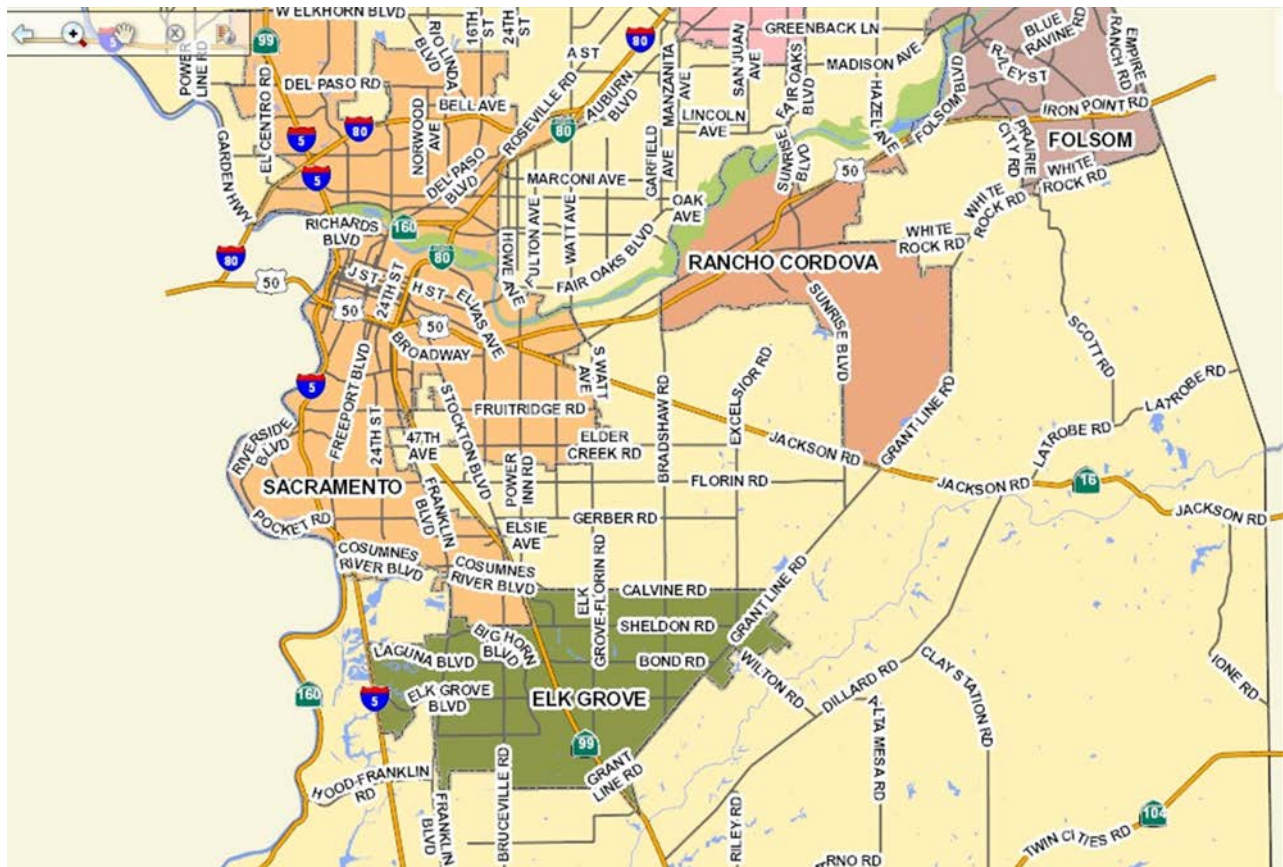 W ELKHORN BLVD
16TH ST
24TH ST
GREENBACK LN
SAN JUAN AVE
FAIR OAKS BLVD
BLUE RAVINE RD
EMPIRE RANCH RD
99
5
POWER LINE RD
RIO LINDA BLVD
A ST
80
MANZANITA AVE
MADISON AVE
RILEY ST
DEL PASO RD
EL CENTRO RD
BELL AVE
ROSEVILLE RD
AUBURN BLVD
LINCOLN AVE
SUNRISE BLVD
HAZEL AVE
FOLSOM BLVD
IRON POINT RD
5
80
NORWOOD AVE
80
GARFIELD AVE
PRAIRIE CITY RD
FOLSOM
GARDEN HWY
5
DEL PASO BLVD
MARCONI AVE
50
WHITE ROCK RD
OAK AVE
WHITE ROCK RD
RICHARDS BLVD
160
HOWE AVE
FULTON AVE
WATT AVE
FAIR OAKS BLVD
WHITE ROCK RD
80
80
RANCHO CORDOVA
50
J ST
24TH ST
H ST
ELVAS AVE
50
50
BROADWAY
SUNRISE BLVD
SCOTT RD
5
FREEPORT BLVD
S WATT AVE
EXCELSIOR RD
BRADSHAW RD
GRANT LINE RD
LATROBE RD
RIVERSIDE BLVD
24TH ST
STOCKTON BLVD
FRUITRIDGE RD
47TH AVE
ELDER CREEK RD
JACKSON RD
LATROBE RD
SACRAMENTO
FRANKLIN BLVD
POWER INN RD
FLORIN RD
JACKSON RD
16
POCKET RD
GERBER RD
JACKSON RD
ELSIE AVE
COSUMNES RIVER BLVD
COSUMNES RIVER BLVD
ELK GROVE-FLORIN RD
CALVINE RD
GRANT LINE RD
SHELDON RD
BIG HORN BLVD
LAGUNA BLVD
BOND RD
WILTON RD
DILLARD RD
CLAY STATION RD
IONE RD
160
5
ELK GROVE BLVD
ELK GROVE
ALTA MESA RD
99
HOOD-FRANKLIN RD
FRANKLIN BLVD
BRUCEVILLE RD
GRANT LINE RD
RILEY RD
RNO RD
TWIN CITIES RD
104